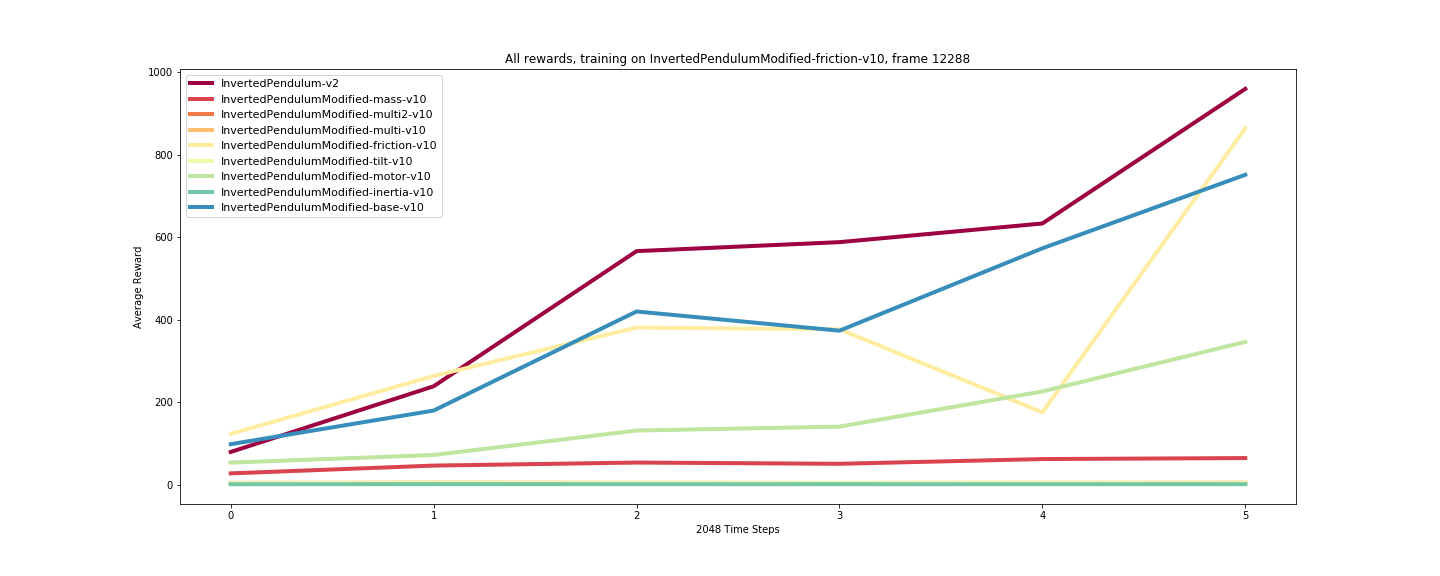 All rewards, training on InvertedPendulumModified-friction-v10, frame 12288
1000
800
600
400
200
0
Average Reward
InvertedPendulum-v2
InvertedPendulumModified-mass-v10
InvertedPendulumModified-multi2-v10
InvertedPendulumModified-multi-v10
InvertedPendulumModified-friction-v10
InvertedPendulumModified-tilt-v10
InvertedPendulumModified-motor-v10
InvertedPendulumModified-inertia-v10
InvertedPendulumModified-base-v10
0 1 2 3 4 5
2048 Time Steps